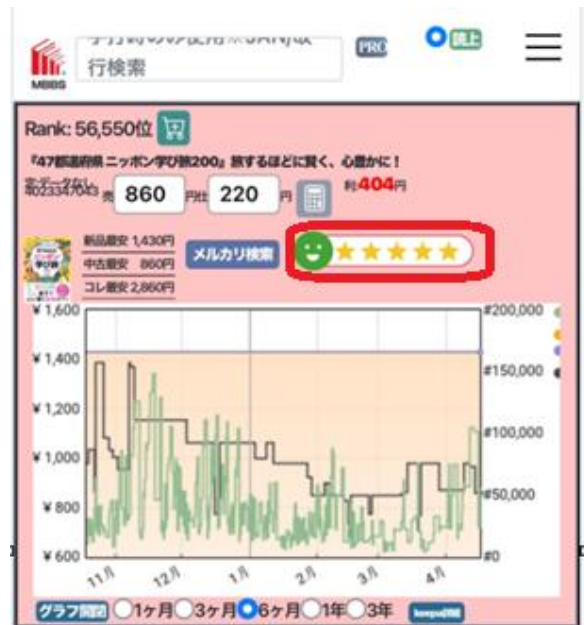 行検索
PRO
読上
MBBS
Rank: 56,550位
『47都道府県 ニッポン学び旅200』旅するほどに賢く、心豊かに！
4023347043 売 860 円 仕 220 円 利:404円
新品最安 1,430円
中古最安 860円
コレ最安 2,860円
メルカリ検索
¥ 1,600 #200,000
¥ 1,400 #150,000
¥ 1,200
¥ 1,000 #100,000
¥ 800 #50,000
¥ 600 #0
11月 12月 1月 2月 3月 4月
グラフ開閉 1ヶ月 3ヶ月 6ヶ月 1年 3年